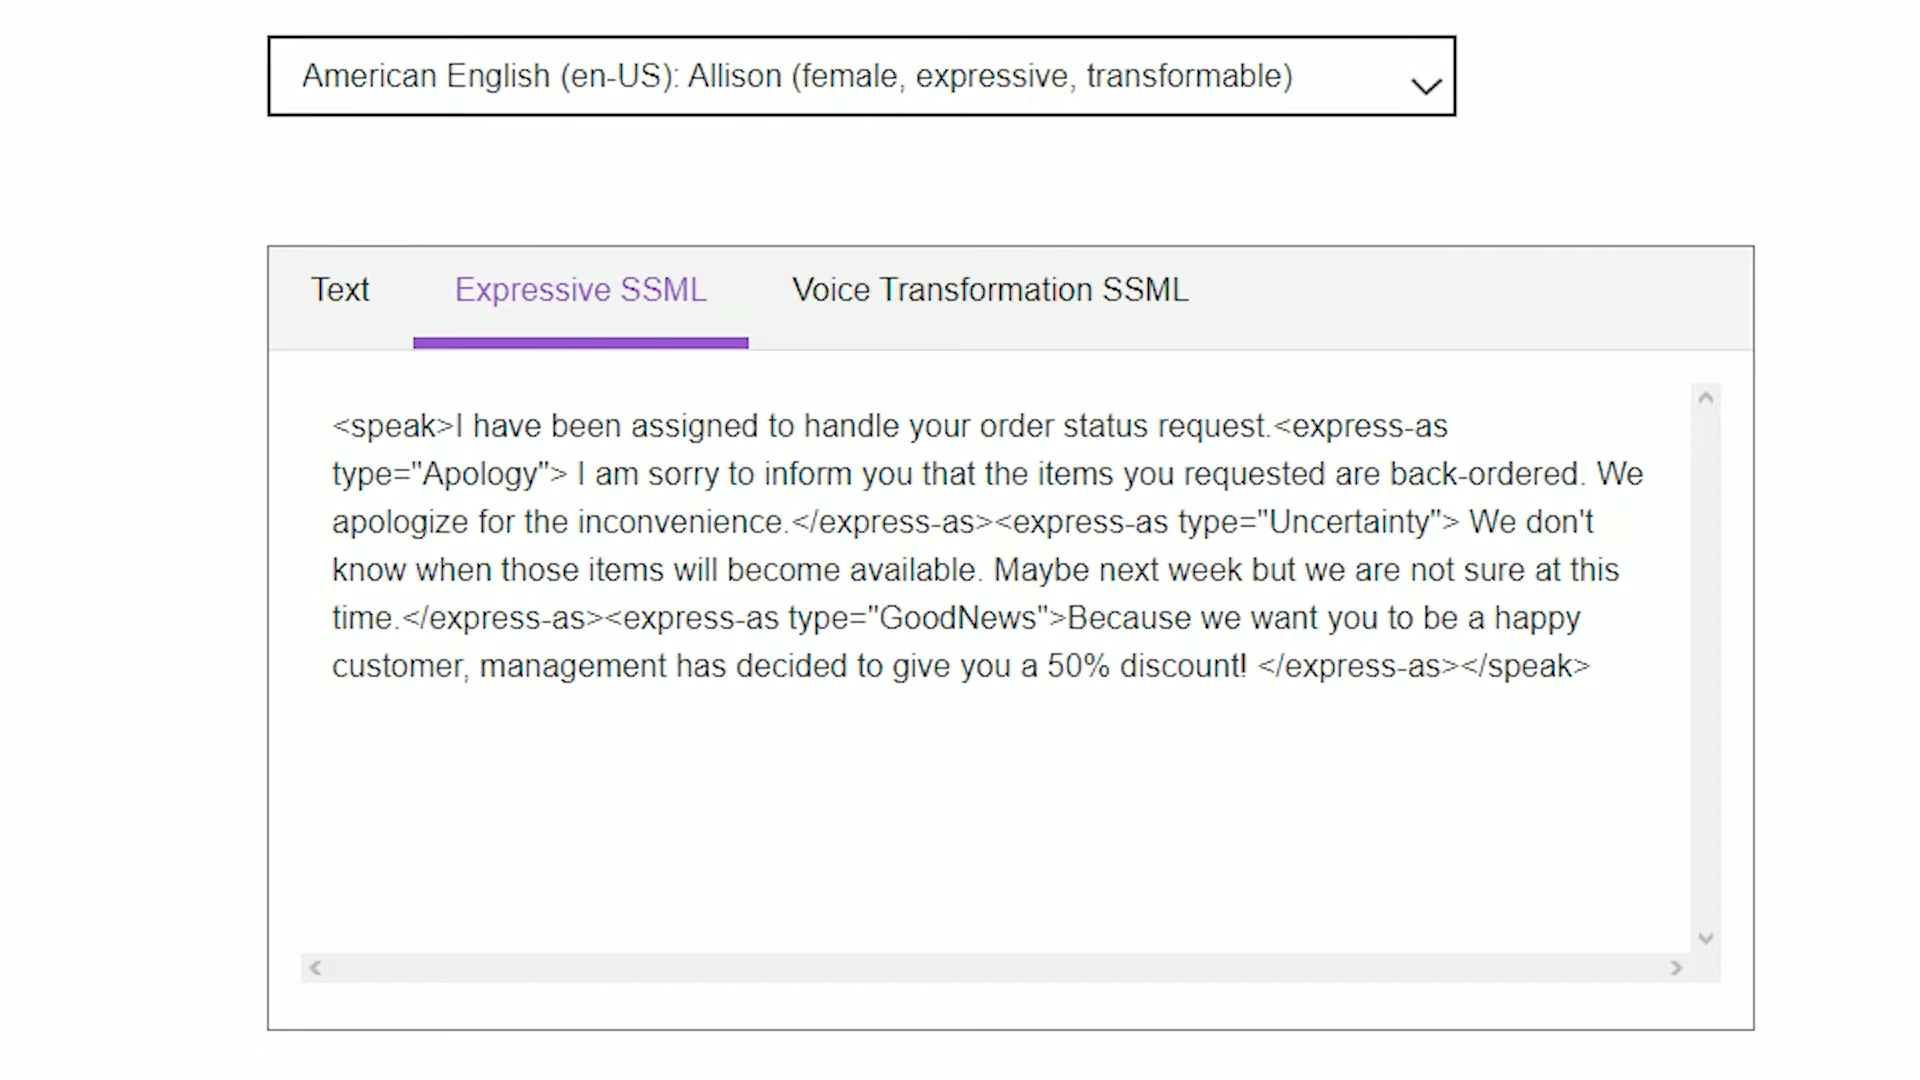 American English (en-US): Allison (female, expressive, transformable)
Text Expressive SSML Voice Transformation SSML
<speak>I have been assigned to handle your order status request.<express-as
type="Apology"> I am sorry to inform you that the items you requested are back-ordered. We
apologize for the inconvenience.</express-as><express-as type="Uncertainty"> We don't
know when those items will become available. Maybe next week but we are not sure at this
time.</express-as><express-as type="GoodNews">Because we want you to be a happy
customer, management has decided to give you a 50% discount! </express-as></speak>